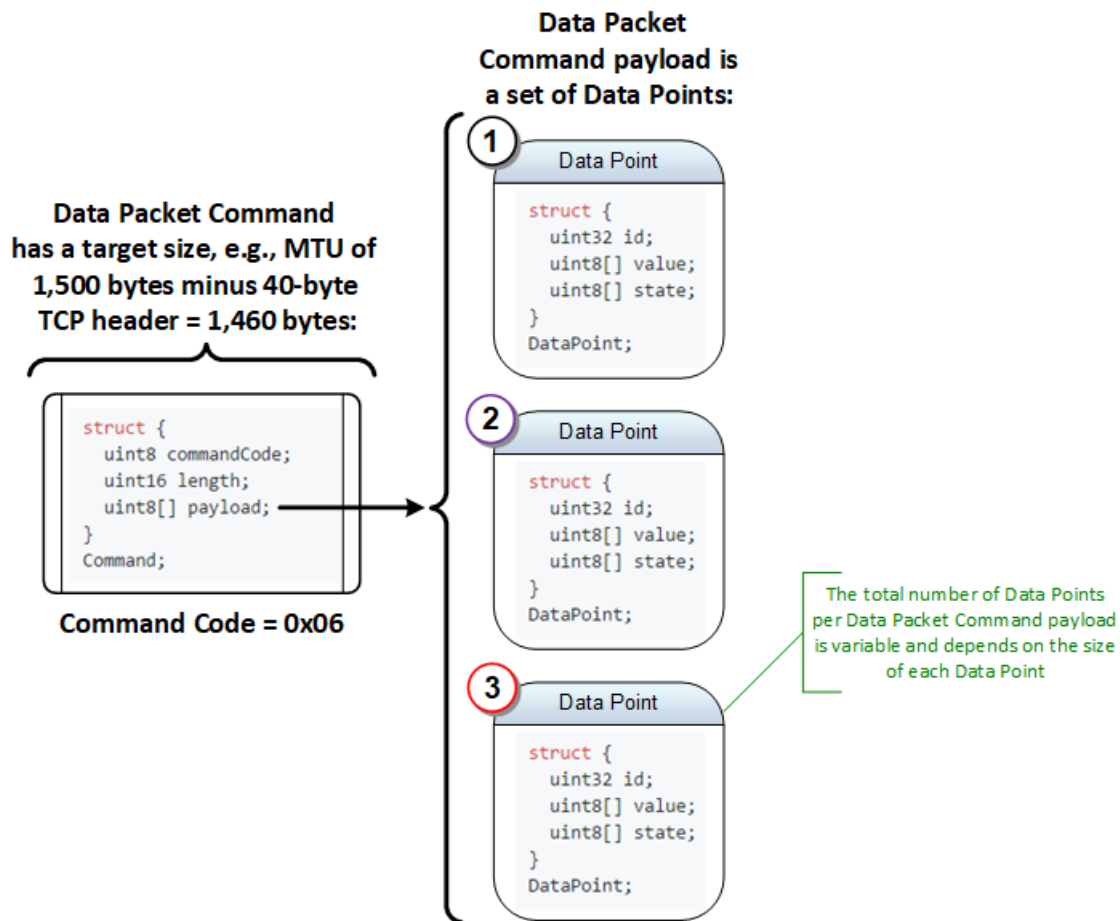 Data Packet
Command payload is
a set of Data Points:
Data Packet Command
has a target size, e.g., MTU of
1,500 bytes minus 40-byte
TCP header = 1,460 bytes:
struct {
uint8 commandCode;
uint16 length;
uint8[] payload;
}
Command;
Command Code = 0x06
1
Data Point
struct {
uint32 id;
uint8[] value;
uint8[] state;
}
DataPoint;
2
Data Point
struct {
uint32 id;
uint8[] value;
uint8[] state;
}
DataPoint;
3
Data Point
struct {
uint32 id;
uint8[] value;
uint8[] state;
}
DataPoint;
The total number of Data Points
per Data Packet Command payload
is variable and depends on the size
of each Data Point